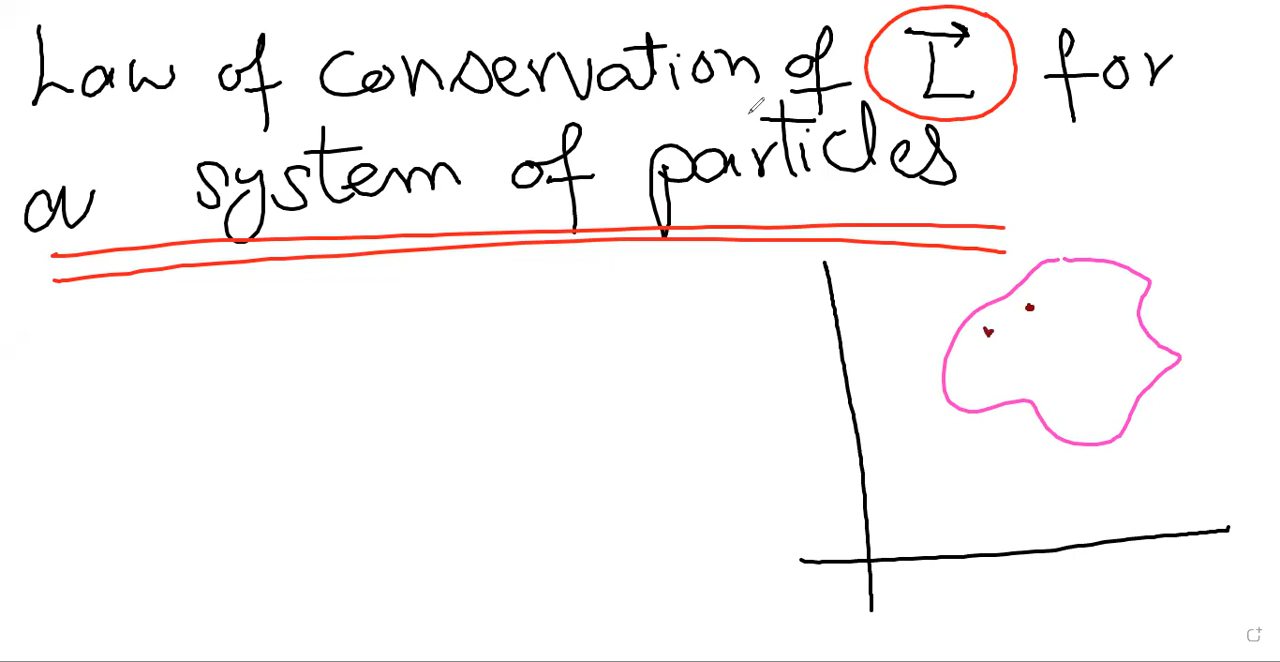 Law of conservation of L⃗ for
a system of particles